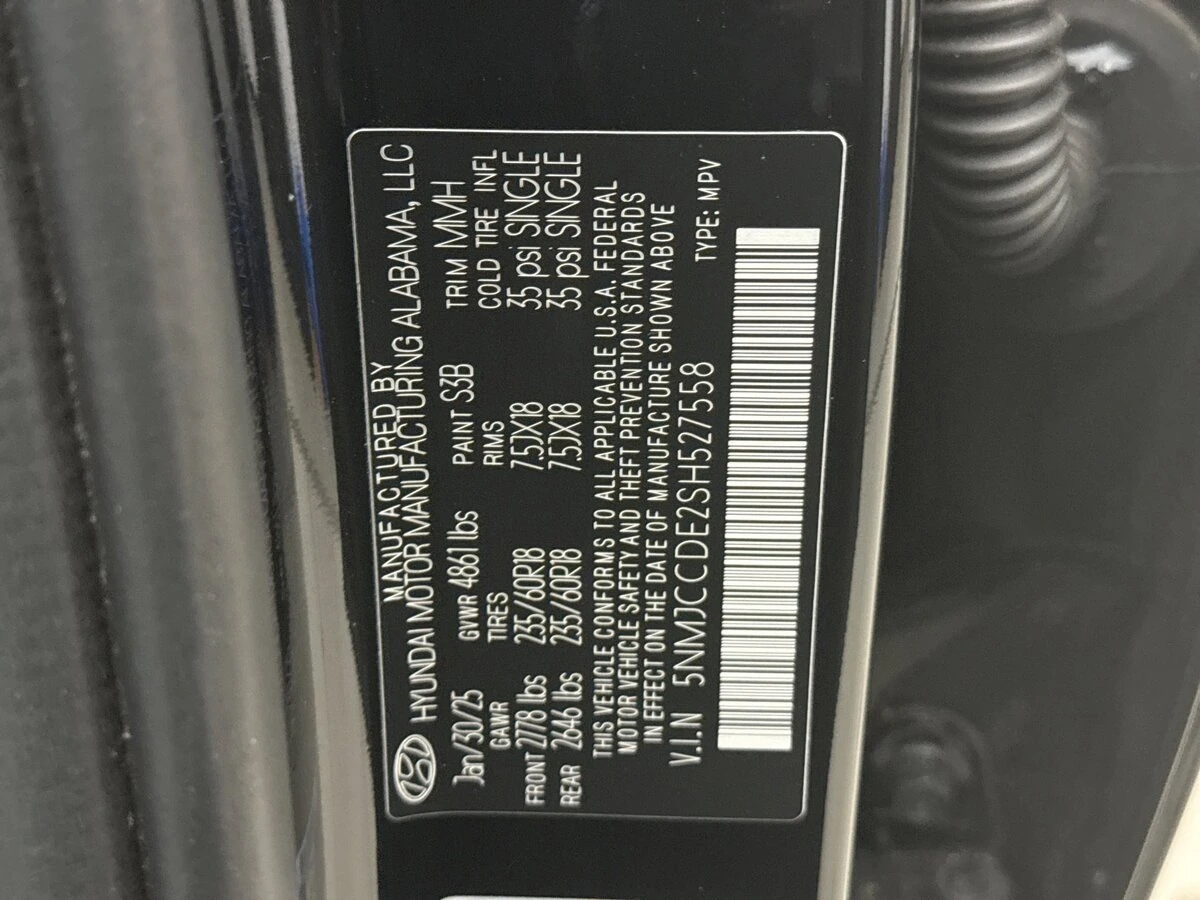 MANUFACTURED BY
HYUNDAI MOTOR MANUFACTURING ALABAMA, LLC
Jan/30/25 GVWR 4861 lbs PAINT S3B TRIM MMH
GAWR TIRES RIMS COLD TIRE INFL
FRONT 2778 lbs 235/60R18 7.5JX18 35 psi SINGLE
REAR 2646 lbs 235/60R18 7.5JX18 35 psi SINGLE
THIS VEHICLE CONFORMS TO ALL APPLICABLE U.S.A. FEDERAL
MOTOR VEHICLE SAFETY AND THEFT PREVENTION STANDARDS
IN EFFECT ON THE DATE OF MANUFACTURE SHOWN ABOVE
V.I.N 5NMJCCDE2SH527558 TYPE: MPV